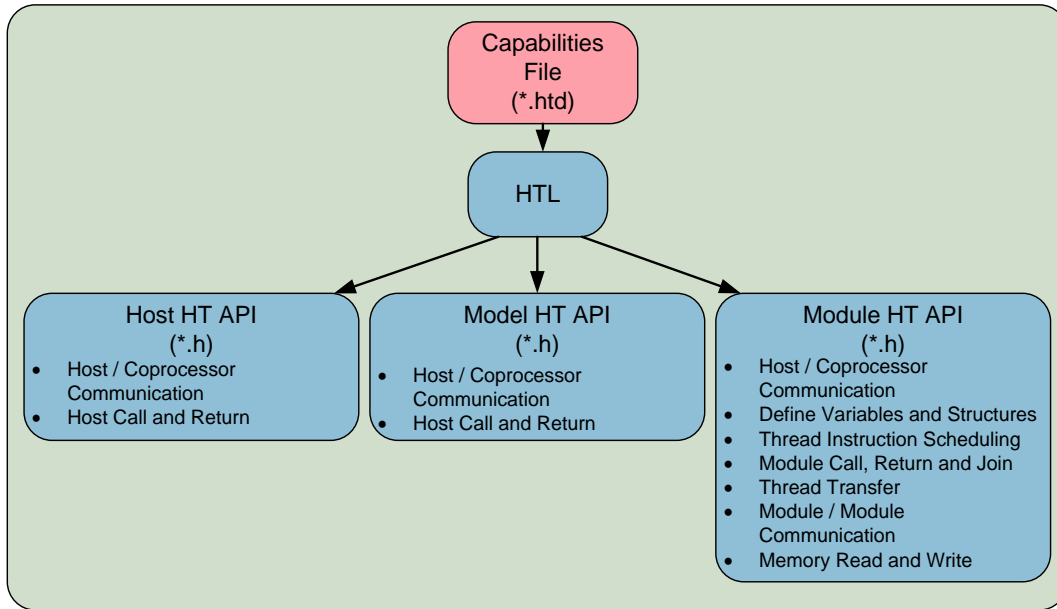 Capabilities
File
(*.htd)
HTL
Host HT API
(*.h)
• Host / Coprocessor
Communication
• Host Call and Return
Model HT API
(*.h)
• Host / Coprocessor
Communication
• Host Call and Return
Module HT API
(*.h)
• Host / Coprocessor
Communication
• Define Variables and Structures
• Thread Instruction Scheduling
• Module Call, Return and Join
• Thread Transfer
• Module / Module
Communication
• Memory Read and Write